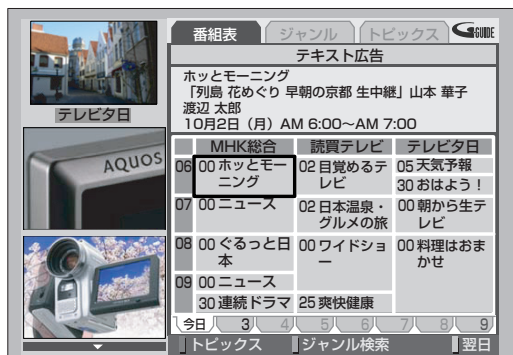 番組表
ジャンル
トピックス
G-GUIDE
テキスト広告
ホッとモーニング
「列島 花めぐり 早朝の京都 生中継」山本 華子
渡辺 太郎
10月2日(月)AM 6:00~AM 7:00
テレビタ日
AQUOS
MHK総合 読買テレビ テレビタ日
06 00 ホッとモー 02 目覚めるテ 05 天気予報
ニング レビ 30 おはよう!
07 00 ニュース 02 日本温泉・ 00 朝から生テ
グルメの旅 レビ
08 00 ぐるっと日 00 ワイドショ 00 料理はおま
本 ー かせ
09 00 ニュース
30 連続ドラマ 25 爽快健康
今日 3 4 5 6 7 8 9
トピックス ジャンル検索 翌日